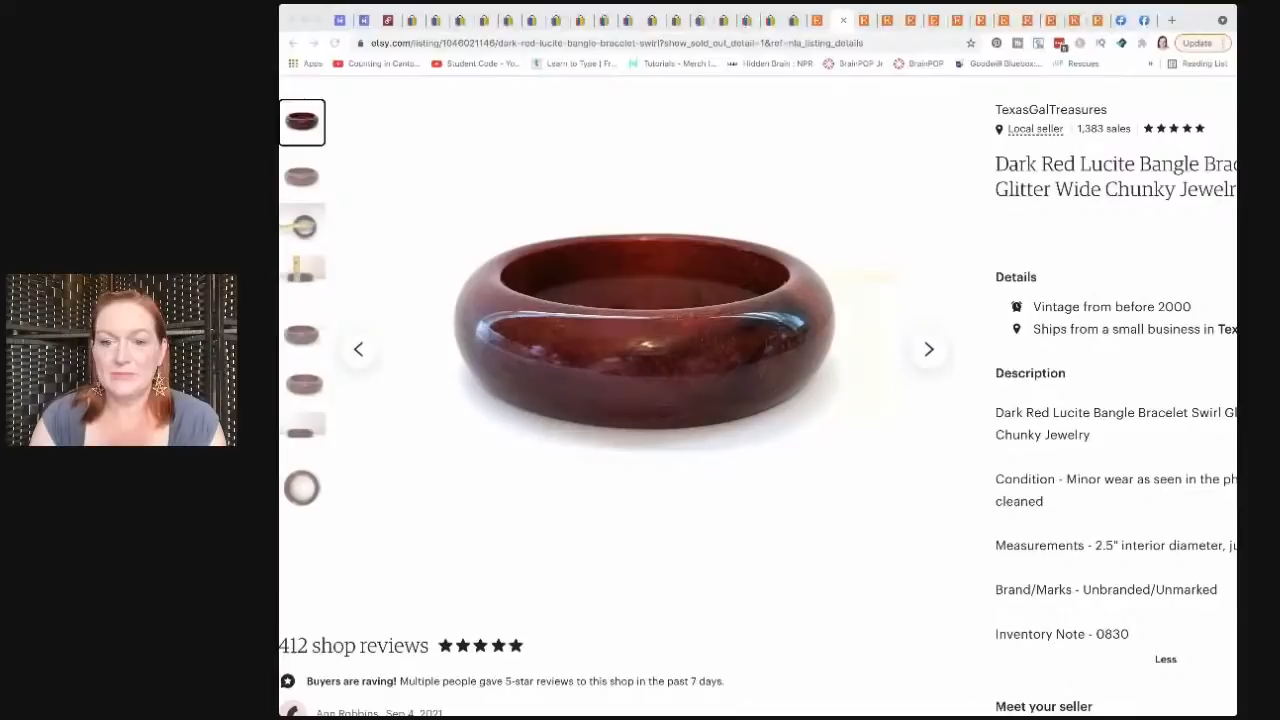 etsy.com/listing/1046021146/dark-red-lucite-bangle-bracelet-swirl?show_sold_out_detail=1&ref=nla_listing_details
Update
Apps
Counting in Canto...
Student Code - Yo...
Learn to Type | Fr...
Tutorials - Merch I...
Hidden Brain : NPR
BrainPOP Jr
BrainPOP
Goodwill Bluebox:...
Rescues
»
Reading List
TexasGalTreasures
Local seller
1,383 sales
Dark Red Lucite Bangle Brac
Glitter Wide Chunky Jewelr
Details
Vintage from before 2000
Ships from a small business in Tex
Description
Dark Red Lucite Bangle Bracelet Swirl Gl
Chunky Jewelry
Condition - Minor wear as seen in the ph
cleaned
Measurements - 2.5" interior diameter, ju
Brand/Marks - Unbranded/Unmarked
Inventory Note - 0830
Less
412 shop reviews
Buyers are raving! Multiple people gave 5-star reviews to this shop in the past 7 days.
Ann Robbins Sep 4, 2021
Meet your seller